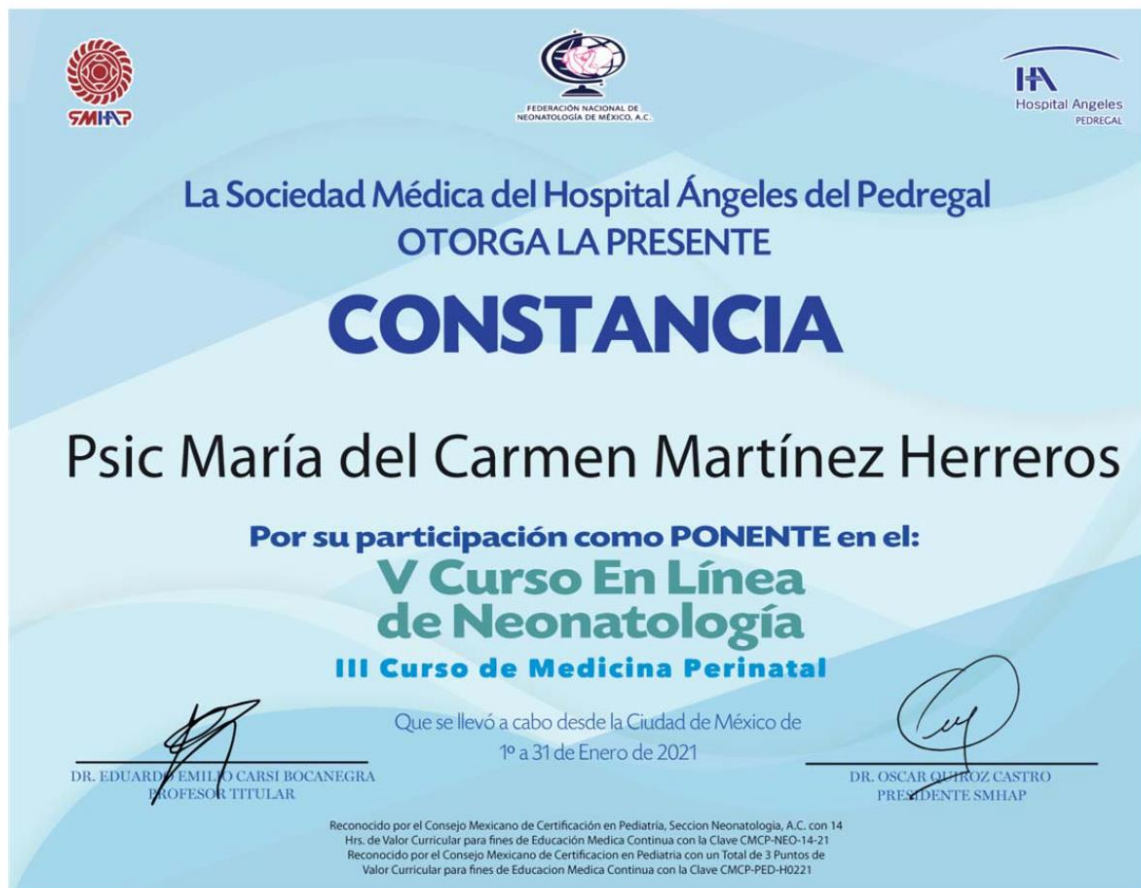 SMHAP
FEDERACIÓN NACIONAL DE
NEONATOLOGÍA DE MÉXICO, A.C.
HA
Hospital Angeles
PEDREGAL
La Sociedad Médica del Hospital Ángeles del Pedregal
OTORGA LA PRESENTE
CONSTANCIA
Psic María del Carmen Martínez Herreros
Por su participación como PONENTE en el:
V Curso En Línea
de Neonatología
III Curso de Medicina Perinatal
Que se llevó a cabo desde la Ciudad de México de
1º a 31 de Enero de 2021
DR. EDUARDO EMILIO CARSI BOCANEGRA
PROFESOR TITULAR
DR. OSCAR QUIROZ CASTRO
PRESIDENTE SMHAP
Reconocido por el Consejo Mexicano de Certificación en Pediatría, Seccion Neonatologia, A.C. con 14
Hrs. de Valor Curricular para fines de Educación Medica Continua con la Clave CMCP-NEO-14-21
Reconocido por el Consejo Mexicano de Certificacion en Pediatria con un Total de 3 Puntos de
Valor Curricular para fines de Educacion Medica Continua con la Clave CMCP-PED-H0221